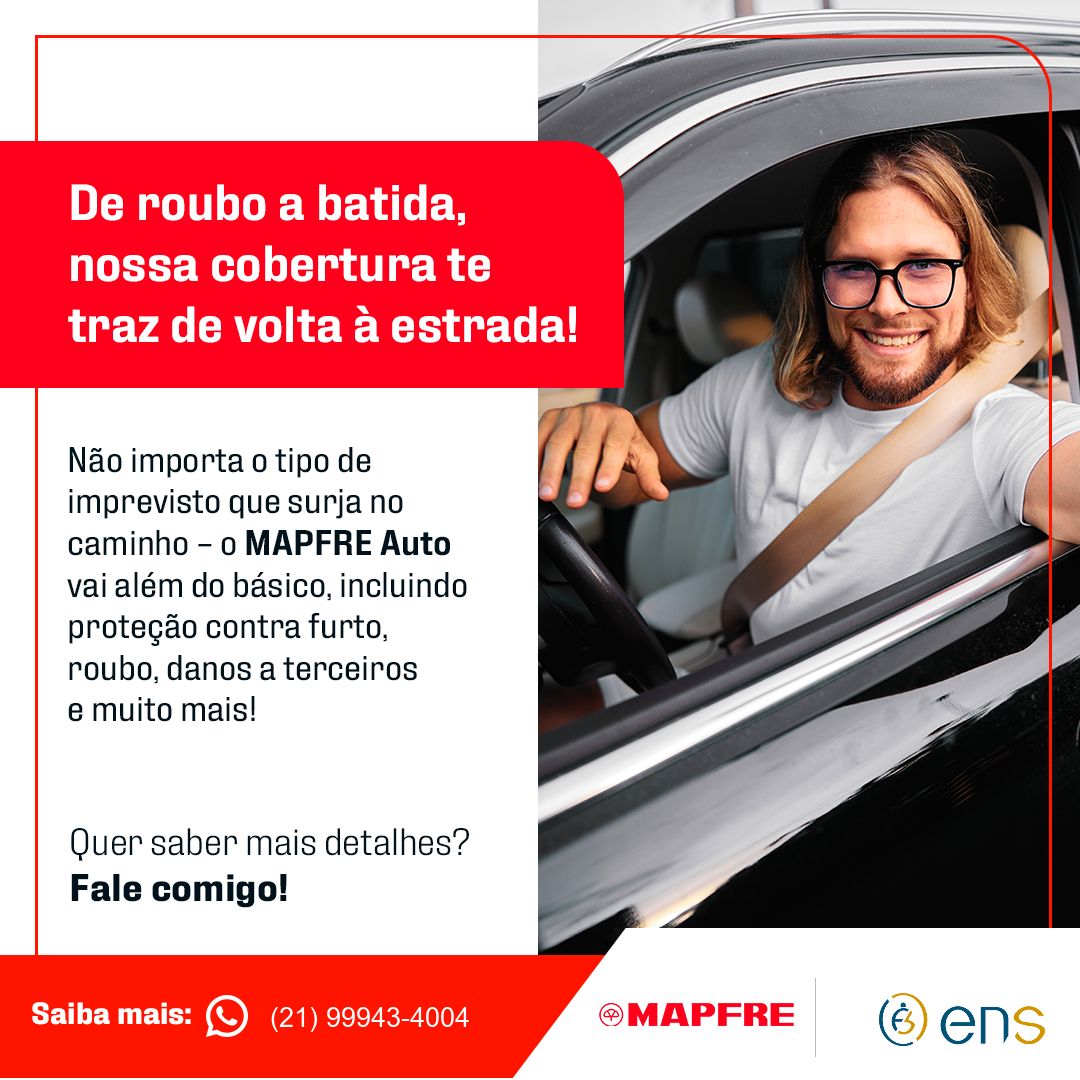 De roubo a batida,
nossa cobertura te
traz de volta à estrada!
Não importa o tipo de
imprevisto que surja no
caminho – o MAPFRE Auto
vai além do básico, incluindo
proteção contra furto,
roubo, danos a terceiros
e muito mais!
Quer saber mais detalhes?
Fale comigo!
Saiba mais: (21) 99943-4004
MAPFRE
ens